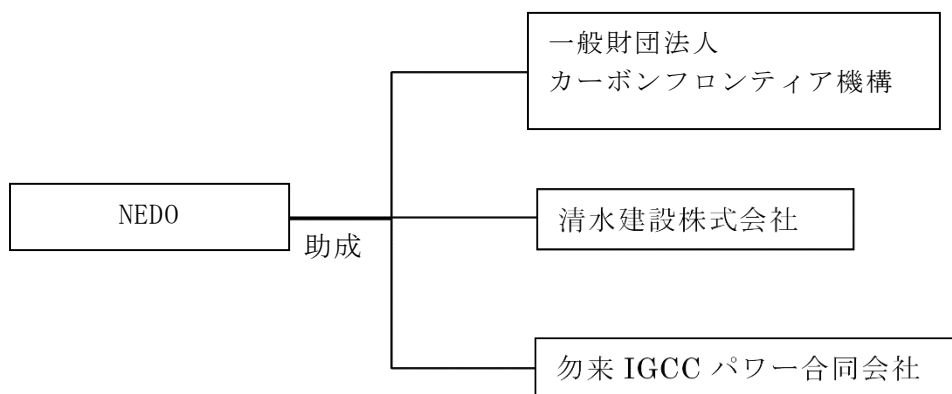 一般財団法人
カーボンフロンティア機構
NEDO
助成
清水建設株式会社
勿来 IGCC パワー合同会社